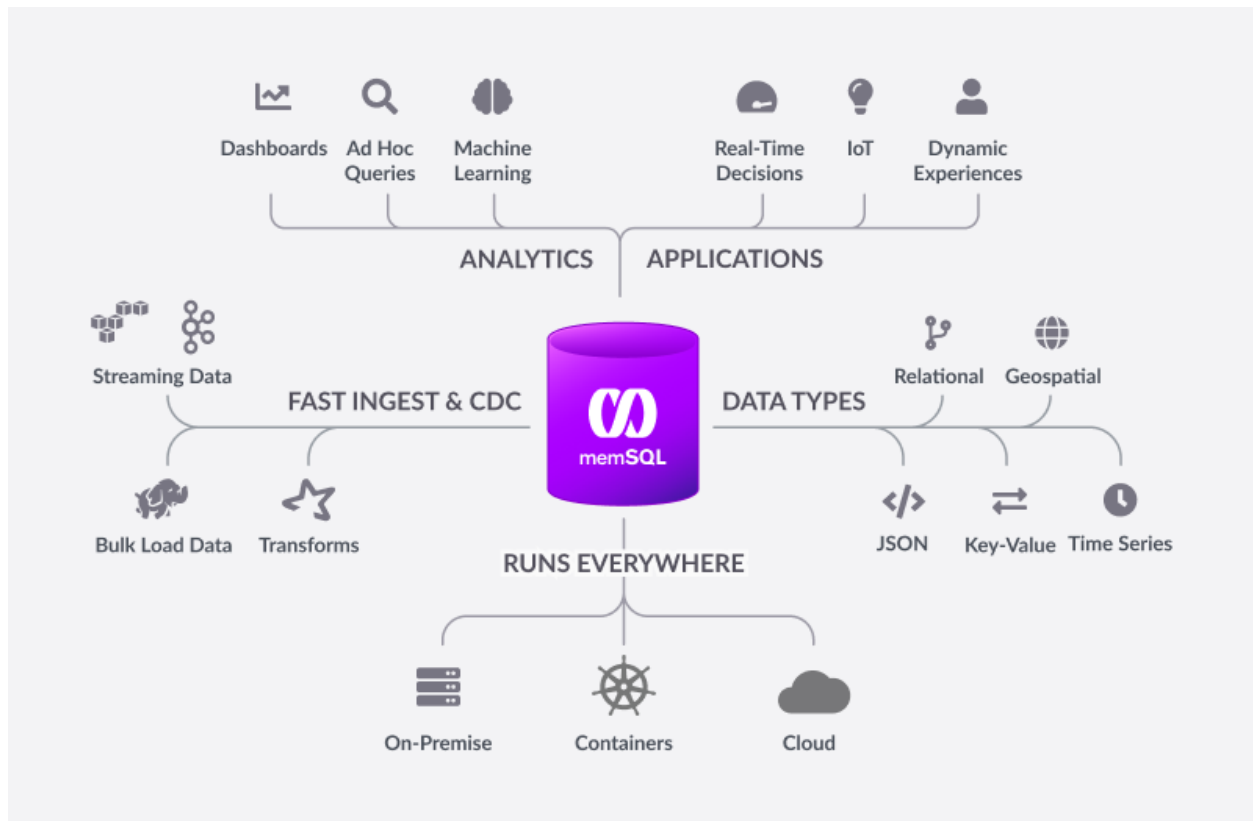 Dashboards
Ad Hoc
Queries
Machine
Learning
Real-Time
Decisions
IoT
Dynamic
Experiences
ANALYTICS
APPLICATIONS
Streaming Data
FAST INGEST & CDC
Bulk Load Data
Transforms
memSQL
DATA TYPES
Relational
Geospatial
JSON
Key-Value
Time Series
RUNS EVERYWHERE
On-Premise
Containers
Cloud